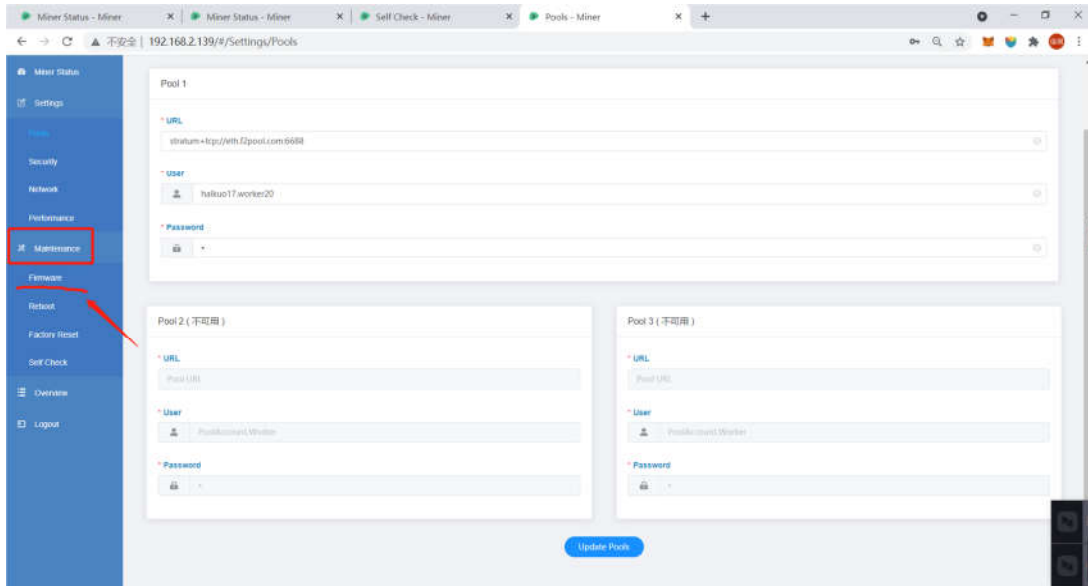 Miner Status - Miner
Miner Status - Miner
Self Check - Miner
Pools - Miner
不安全 | 192.168.2.139/#/Settings/Pools
Miner Status
Settings
Pools
Security
Network
Performance
Maintenance
Firmware
Reboot
Factory Reset
Self Check
Overview
Logout
Pool 1
* URL
stratum+tcp://eth.f2pool.com:6688
* User
haikuo17.worker20
* Password
Pool 2 ( 不可用 )
* URL
Pool URL
* User
PoolAccount.Worker
* Password
Pool 3 ( 不可用 )
* URL
Pool URL
* User
PoolAccount.Worker
* Password
Update Pools